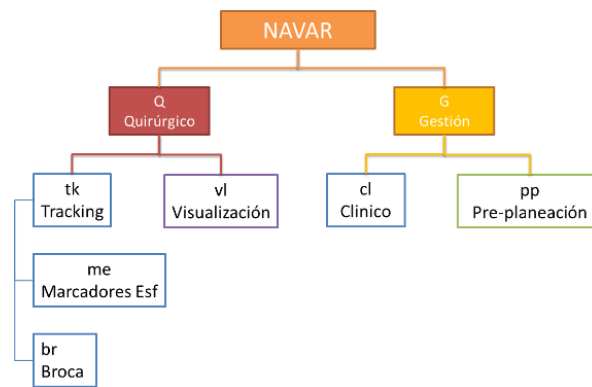 NAVAR
Q
Quirúrgico
G
Gestión
tk
Tracking
vl
Visualización
cl
Clinico
pp
Pre-planeación
me
Marcadores Esf
br
Broca